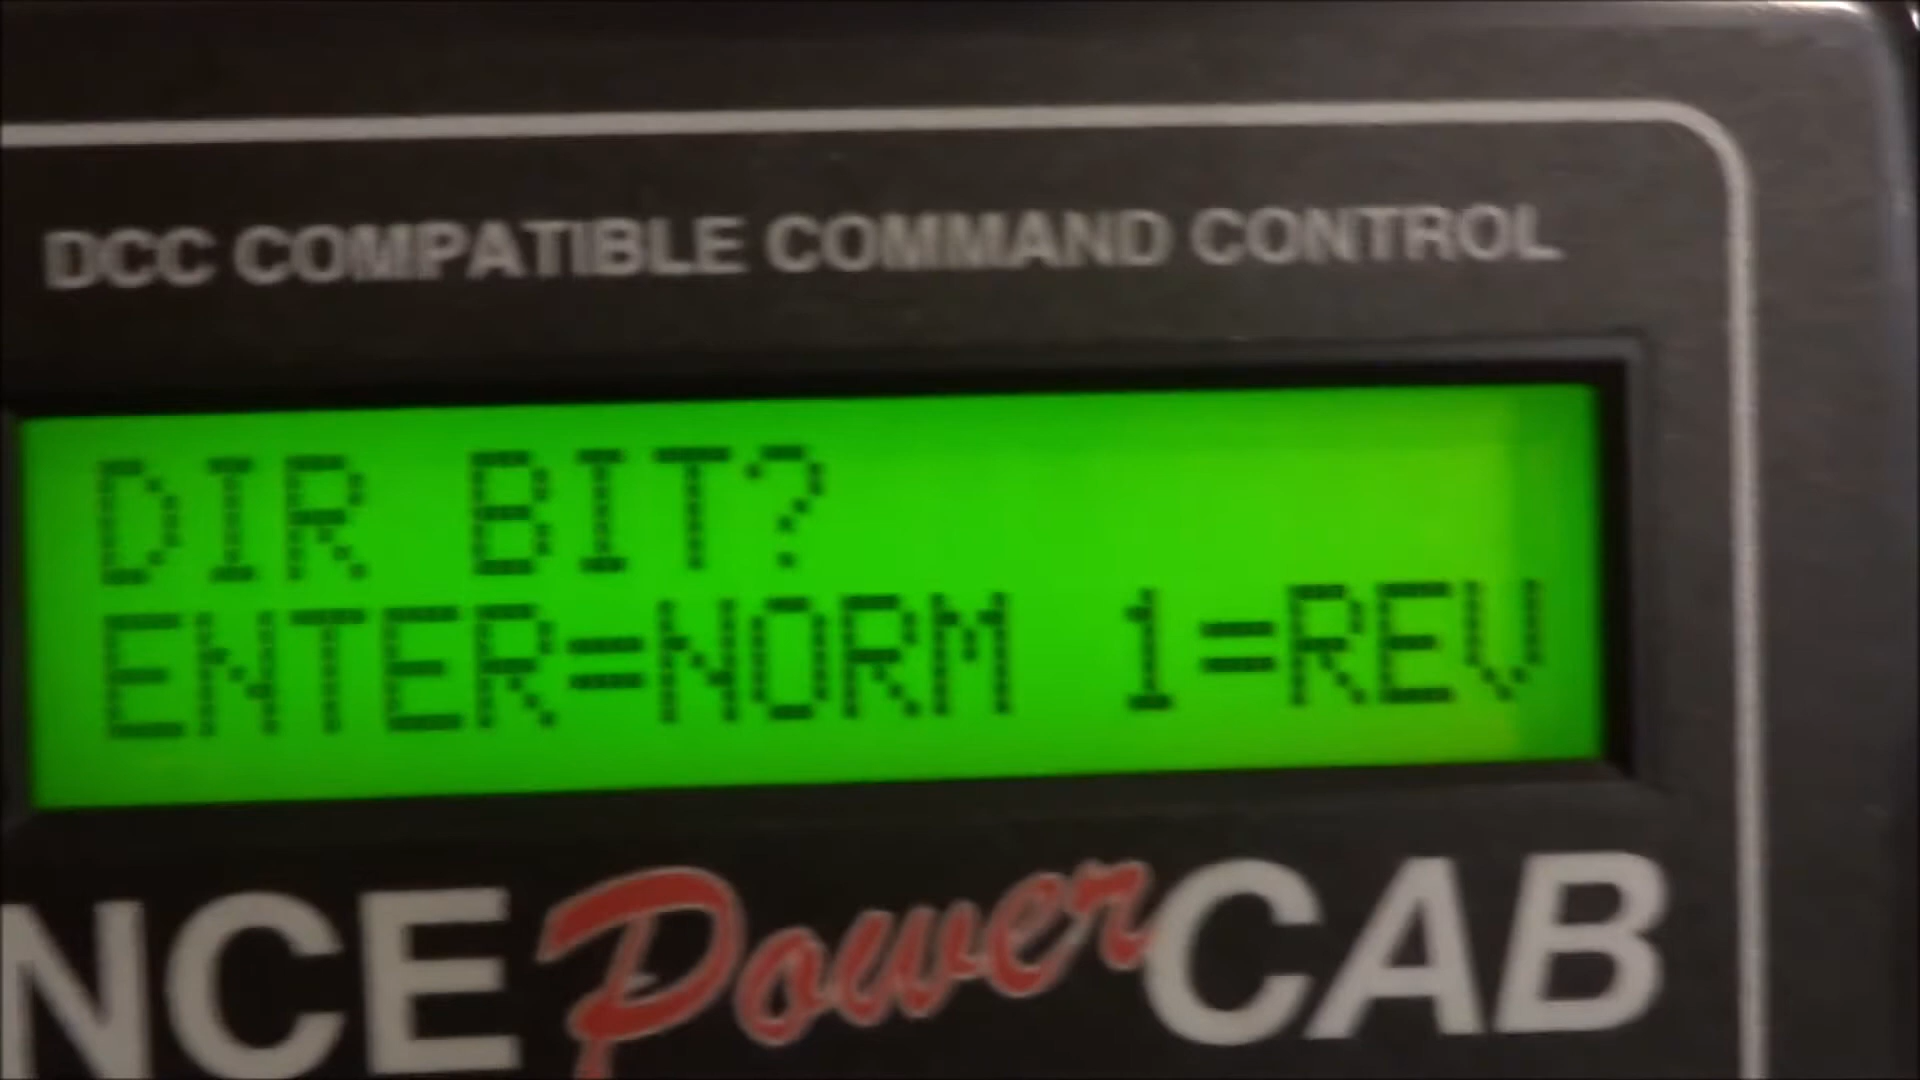 DCC COMPATIBLE COMMAND CONTROL
DIR BIT?
ENTER=NORM 1=REV
NCE Power CAB